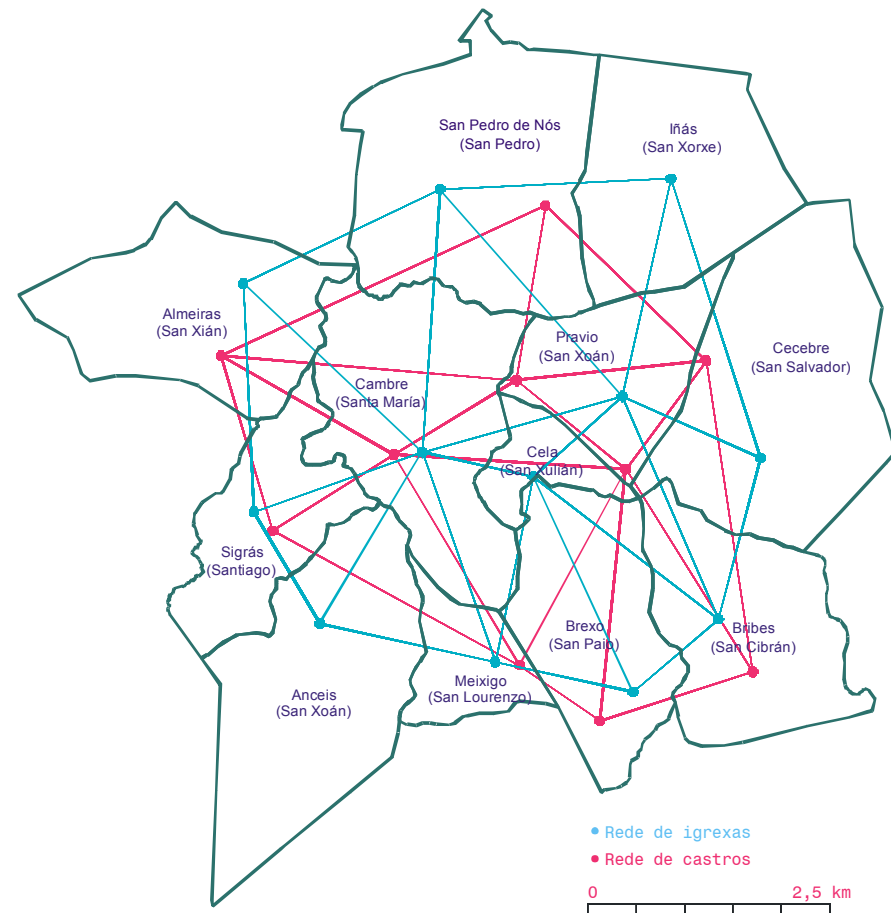 San Pedro de Nós
(San Pedro)
Iñás
(San Xorxe)
Almeiras
(San Xián)
Pravio
(San Xoán)
Cecebre
(San Salvador)
Cambre
(Santa María)
Cela
(San Xulián)
Sigrás
(Santiago)
Brexo
(San Paio)
Bribes
(San Cibrán)
Anceis
(San Xoán)
Meixigo
(San Lourenzo)
Rede de igrexas
Rede de castros
0 2,5 km